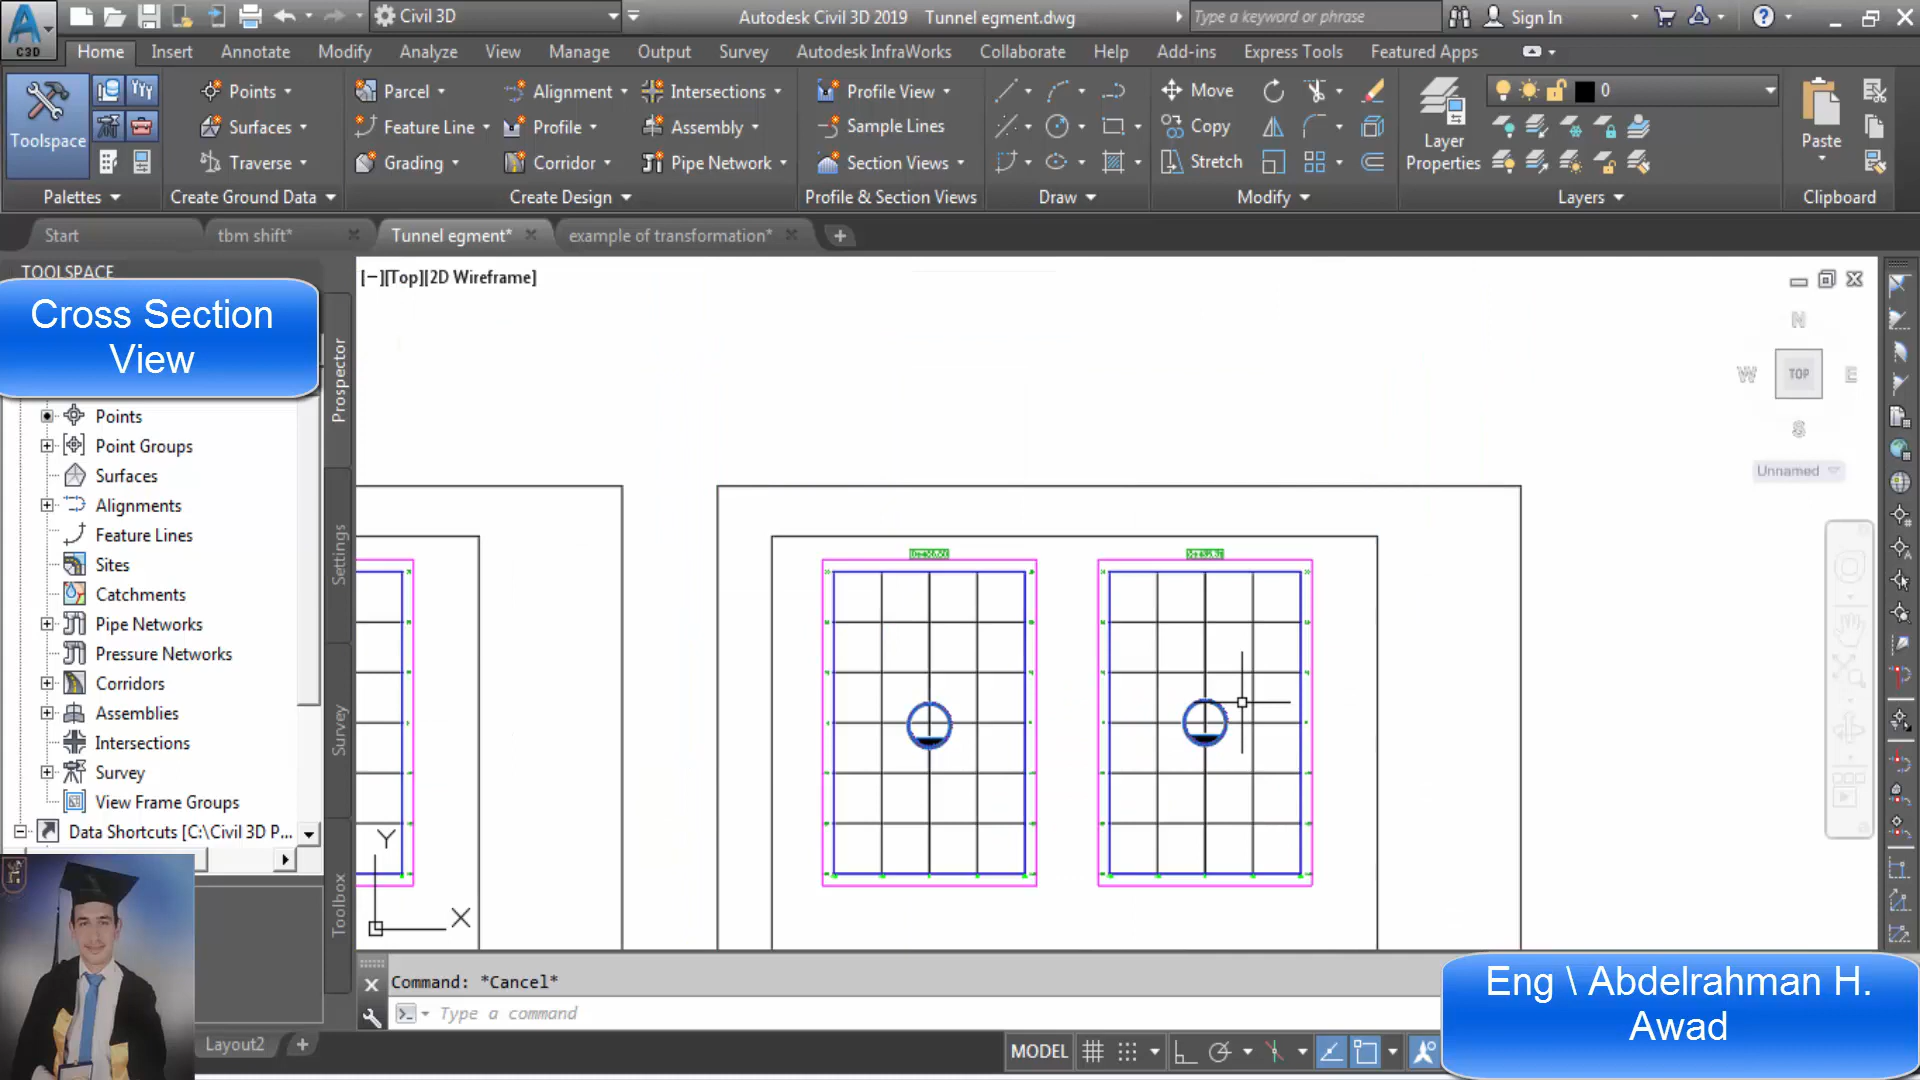 Civil 3D
Autodesk Civil 3D 2019 Tunnel egment.dwg
Type a keyword or phrase
Sign In
C3D
Home Insert Annotate Modify Analyze View Manage Output Survey Autodesk InfraWorks Collaborate Help Add-ins Express Tools Featured Apps
Toolspace
Points
Surfaces
Traverse
Parcel
Feature Line
Grading
Alignment
Profile
Corridor
Intersections
Assembly
Pipe Network
Profile View
Sample Lines
Section Views
Move
Copy
Stretch
Layer
Properties
0
Paste
Palettes
Create Ground Data
Create Design
Profile & Section Views
Draw
Modify
Layers
Clipboard
Start
tbm shift*
Tunnel egment*
example of transformation*
TOOLSPACE
[−][Top][2D Wireframe]
Cross Section
View
Prospector
Settings
Survey
Toolbox
Points
Point Groups
Surfaces
Alignments
Feature Lines
Sites
Catchments
Pipe Networks
Pressure Networks
Corridors
Assemblies
Intersections
Survey
View Frame Groups
Data Shortcuts [C:\Civil 3D P...
N
W
TOP
E
S
Unnamed
Y
X
Command: *Cancel*
Type a command
Layout2
MODEL
Eng \ Abdelrahman H.
Awad